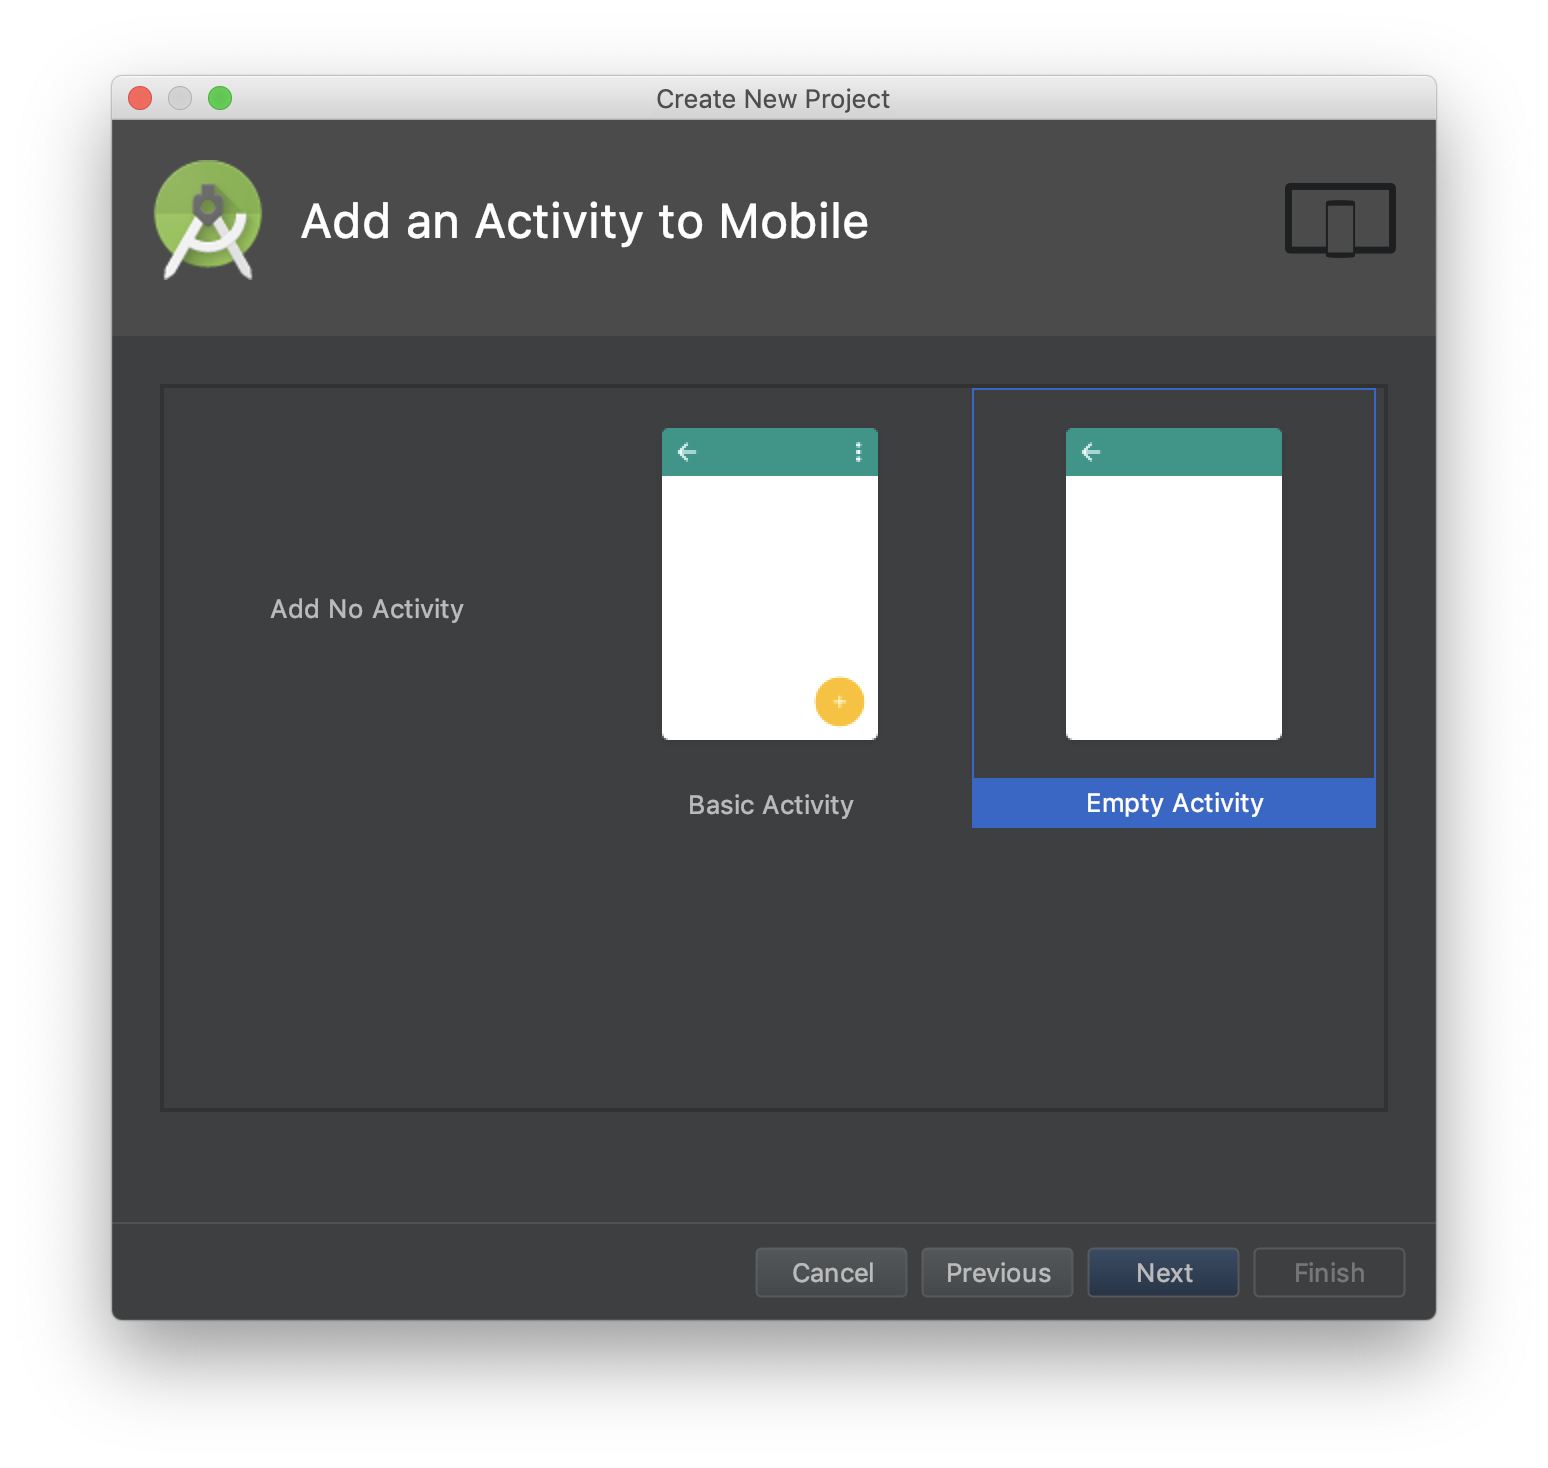 Create New Project
Add an Activity to Mobile
Add No Activity
Basic Activity
Empty Activity
Cancel
Previous
Next
Finish